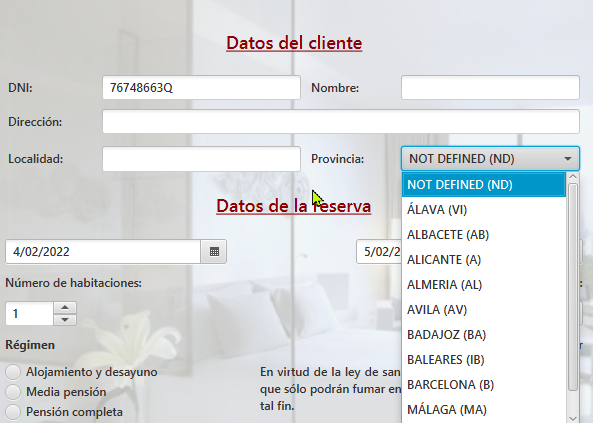 Datos del cliente
DNI: 76748663Q Nombre:
Dirección:
Localidad: Provincia: NOT DEFINED (ND)
NOT DEFINED (ND)
ÁLAVA (VI)
ALBACETE (AB)
ALICANTE (A)
ALMERIA (AL)
AVILA (AV)
BADAJOZ (BA)
BALEARES (IB)
BARCELONA (B)
MÁLAGA (MA)
Datos de la reserva
4/02/2022 5/02/2
Número de habitaciones:
1
Régimen
Alojamiento y desayuno
Media pensión
Pensión completa
En virtud de la ley de san
que sólo podrán fumar en
tal fin.